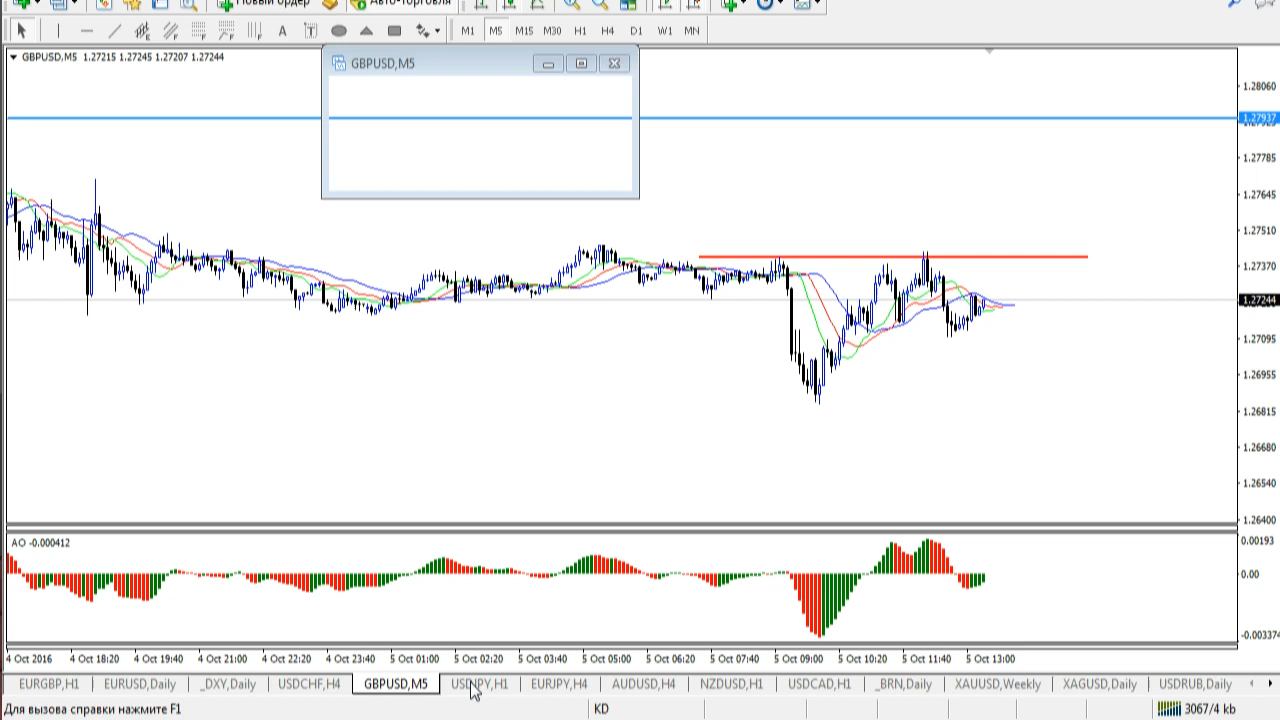 Новый ордер Авто-торговля
A T M1 M5 M15 M30 H1 H4 D1 W1 MN
GBPUSD,M5 1.27215 1.27245 1.27207 1.27244
GBPUSD,M5
1.28060
1.27937
1.27785
1.27645
1.27510
1.27370
1.27244
1.27095
1.26955
1.26815
1.26680
1.26540
1.26400
AO -0.000412
0.00193
0.00
-0.003374
4 Oct 2016 4 Oct 18:20 4 Oct 19:40 4 Oct 21:00 4 Oct 22:20 4 Oct 23:40 5 Oct 01:00 5 Oct 02:20 5 Oct 03:40 5 Oct 05:00 5 Oct 06:20 5 Oct 07:40 5 Oct 09:00 5 Oct 10:20 5 Oct 11:40 5 Oct 13:00
EURGBP,H1 EURUSD,Daily _DXY,Daily USDCHF,H4 GBPUSD,M5 USDJPY,H1 EURJPY,H4 AUDUSD,H4 NZDUSD,H1 USDCAD,H1 _BRN,Daily XAUUSD,Weekly XAGUSD,Daily USDRUB,Daily
Для вызова справки нажмите F1 KD 3067/4 kb